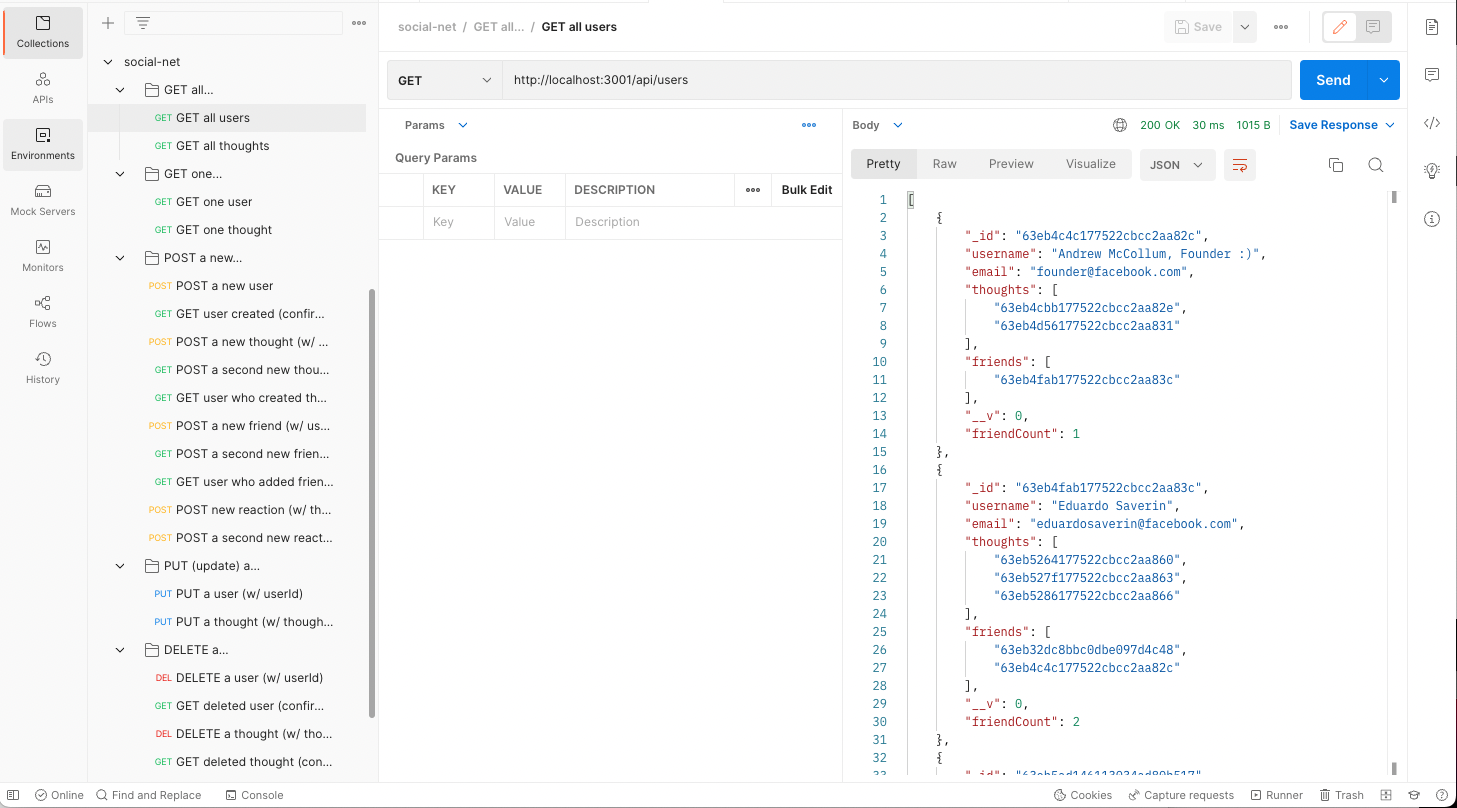 Collections
APIs
Environments
Mock Servers
Monitors
Flows
History
social-net
GET all...
GET GET all users
GET GET all thoughts
GET one...
GET GET one user
GET GET one thought
POST a new...
POST POST a new user
GET GET user created (confir...
POST POST a new thought (w/ ...
GET POST a second new thou...
GET GET user who created th...
POST POST a new friend (w/ us...
GET POST a second new frien...
GET GET user who added frien...
POST POST new reaction (w/ th...
POST POST a second new react...
PUT (update) a...
PUT PUT a user (w/ userId)
PUT PUT a thought (w/ though...
DELETE a...
DEL DELETE a user (w/ userId)
GET GET deleted user (confir...
DEL DELETE a thought (w/ tho...
GET GET deleted thought (con...
social-net / GET all... / GET all users
Save
GET http://localhost:3001/api/users
Send
Params
Query Params
KEY VALUE DESCRIPTION Bulk Edit
Key Value Description
Body 200 OK 30 ms 1015 B Save Response
Pretty Raw Preview Visualize JSON
1 [
2 {
3 "_id": "63eb4c4c177522cbcc2aa82c",
4 "username": "Andrew McCollum, Founder :)",
5 "email": "founder@facebook.com",
6 "thoughts": [
7 "63eb4cbb177522cbcc2aa82e",
8 "63eb4d56177522cbcc2aa831"
9 ],
10 "friends": [
11 "63eb4fab177522cbcc2aa83c"
12 ],
13 "__v": 0,
14 "friendCount": 1
15 },
16 {
17 "_id": "63eb4fab177522cbcc2aa83c",
18 "username": "Eduardo Saverin",
19 "email": "eduardosaverin@facebook.com",
20 "thoughts": [
21 "63eb5264177522cbcc2aa860",
22 "63eb527f177522cbcc2aa863",
23 "63eb5286177522cbcc2aa866"
24 ],
25 "friends": [
26 "63eb32dc8bbc0dbe097d4c48",
27 "63eb4c4c177522cbcc2aa82c"
28 ],
29 "__v": 0,
30 "friendCount": 2
31 },
32 {
33 "_id":
Online Find and Replace Console
Cookies Capture requests Runner Trash